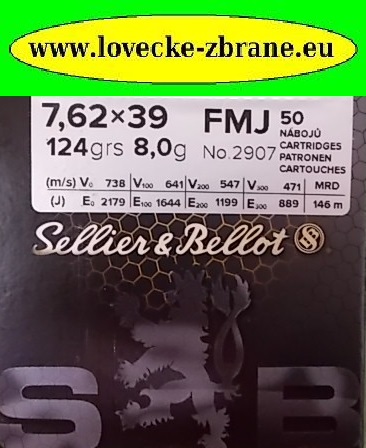 www.lovecke-zbrane.eu
7,62×39 FMJ 50
NÁBOJŮ
124grs 8,0g No.2907 CARTRIDGES
PATRONEN
CARTOUCHES
(m/s) V₀ 738 V₁₀₀ 641 V₂₀₀ 547 V₃₀₀ 471 MRD
(J) E₀ 2179 E₁₀₀ 1644 E₂₀₀ 1199 E₃₀₀ 889 146 m
Sellier & Bellot SB
S B